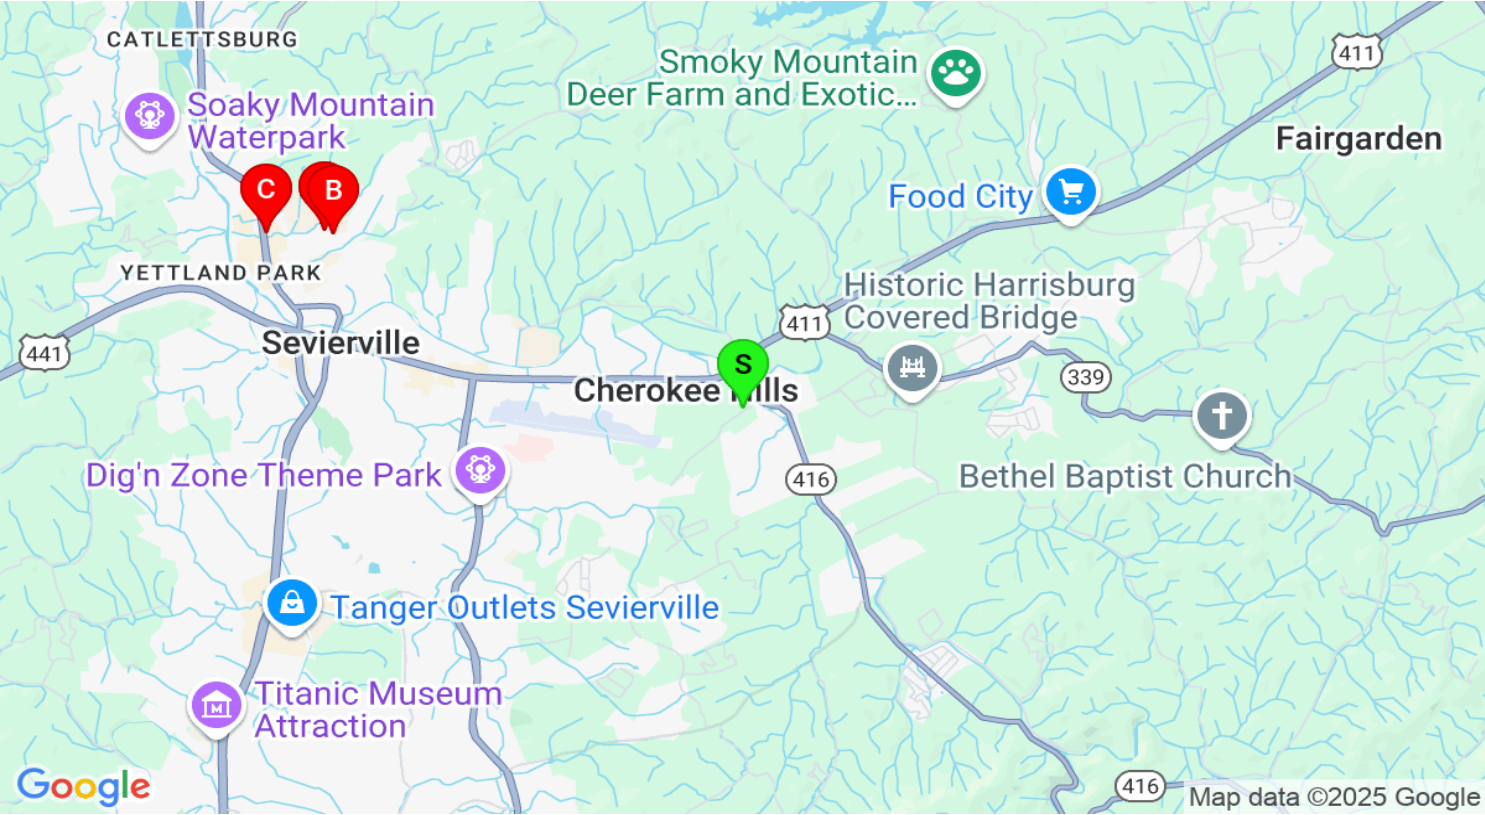 CATLETTSBURG
Soaky Mountain
Waterpark
Smoky Mountain
Deer Farm and Exotic...
411
Fairgarden
C
B
Food City
YETTLAND PARK
Historic Harrisburg
Covered Bridge
411
441
Sevierville
S
339
Cherokee Hills
Dig'n Zone Theme Park
416
Bethel Baptist Church
Tanger Outlets Sevierville
Titanic Museum
Attraction
Google
416
Map data ©2025 Google